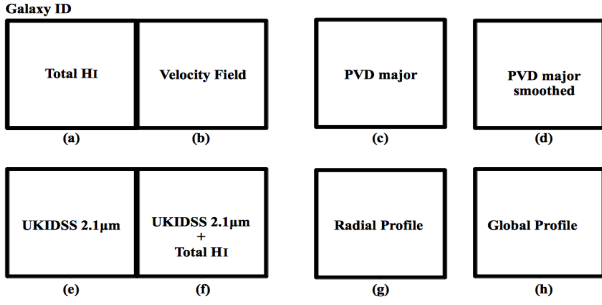 Galaxy ID
Total HI
Velocity Field
PVD major
PVD major
smoothed
(a)
(b)
(c)
(d)
UKIDSS 2.1μm
UKIDSS 2.1μm
+
Total HI
Radial Profile
Global Profile
(e)
(f)
(g)
(h)